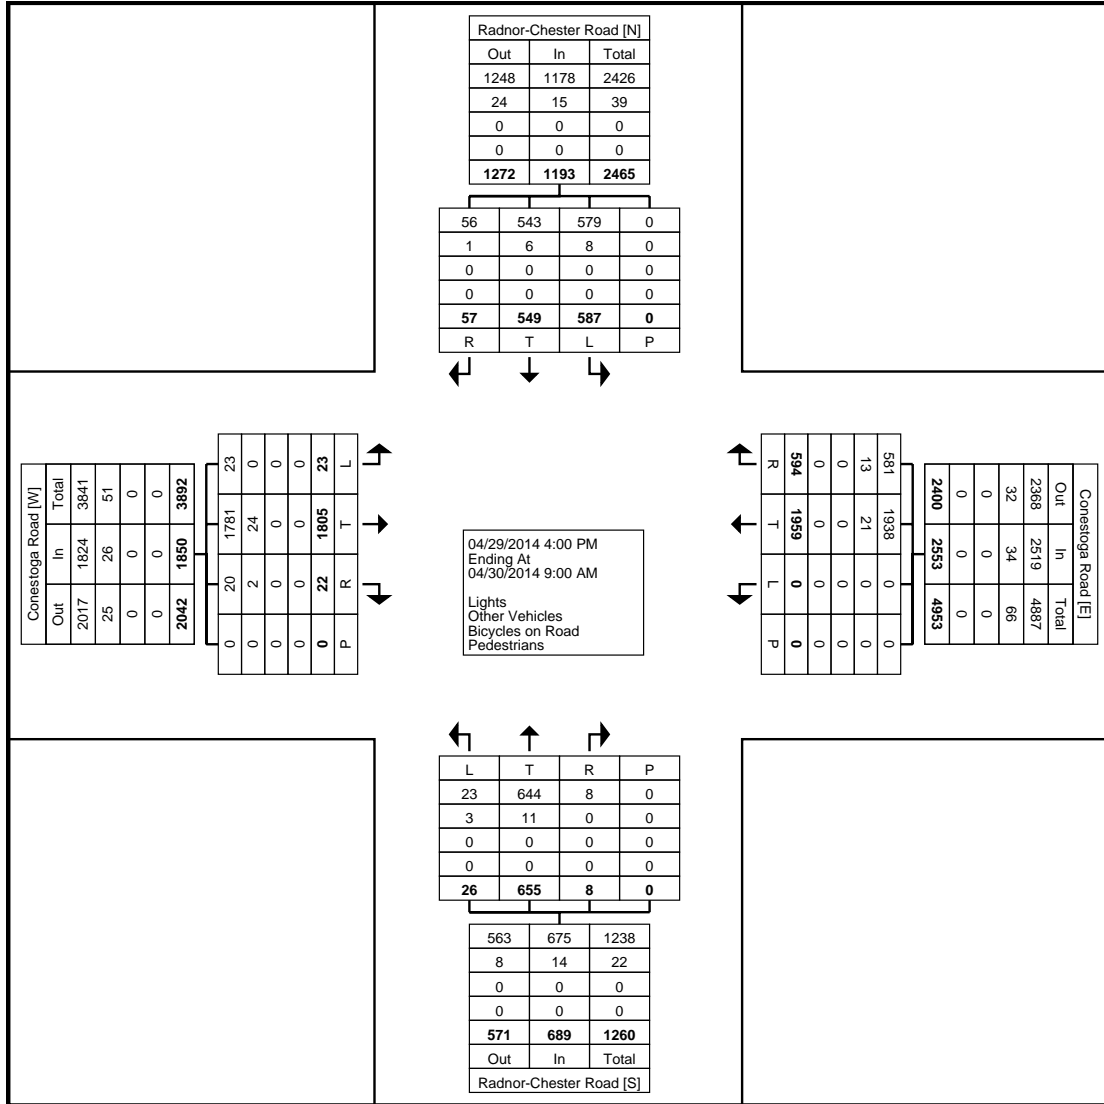 Radnor-Chester Road [N]
Out In Total
1248 1178 2426
24 15 39
0 0 0
0 0 0
1272 1193 2465
56 543 579 0
1 6 8 0
0 0 0 0
0 0 0 0
57 549 587 0
R T L P
Conestoga Road [W]
Total In Out
3841 1824 2017
51 26 25
0 0 0
0 0 0
3892 1850 2042
23 1781 20 0
0 24 2 0
0 0 0 0
0 0 0 0
23 1805 22 0
L T R P
04/29/2014 4:00 PM
Ending At
04/30/2014 9:00 AM
Lights
Other Vehicles
Bicycles on Road
Pedestrians
R T L P
594 1959 0 0
0 0 0 0
0 0 0 0
13 21 0 0
581 1938 0 0
Conestoga Road [E]
Out In Total
2368 2519 4887
32 34 66
0 0 0
0 0 0
2400 2553 4953
L T R P
23 644 8 0
3 11 0 0
0 0 0 0
0 0 0 0
26 655 8 0
563 675 1238
8 14 22
0 0 0
0 0 0
571 689 1260
Out In Total
Radnor-Chester Road [S]